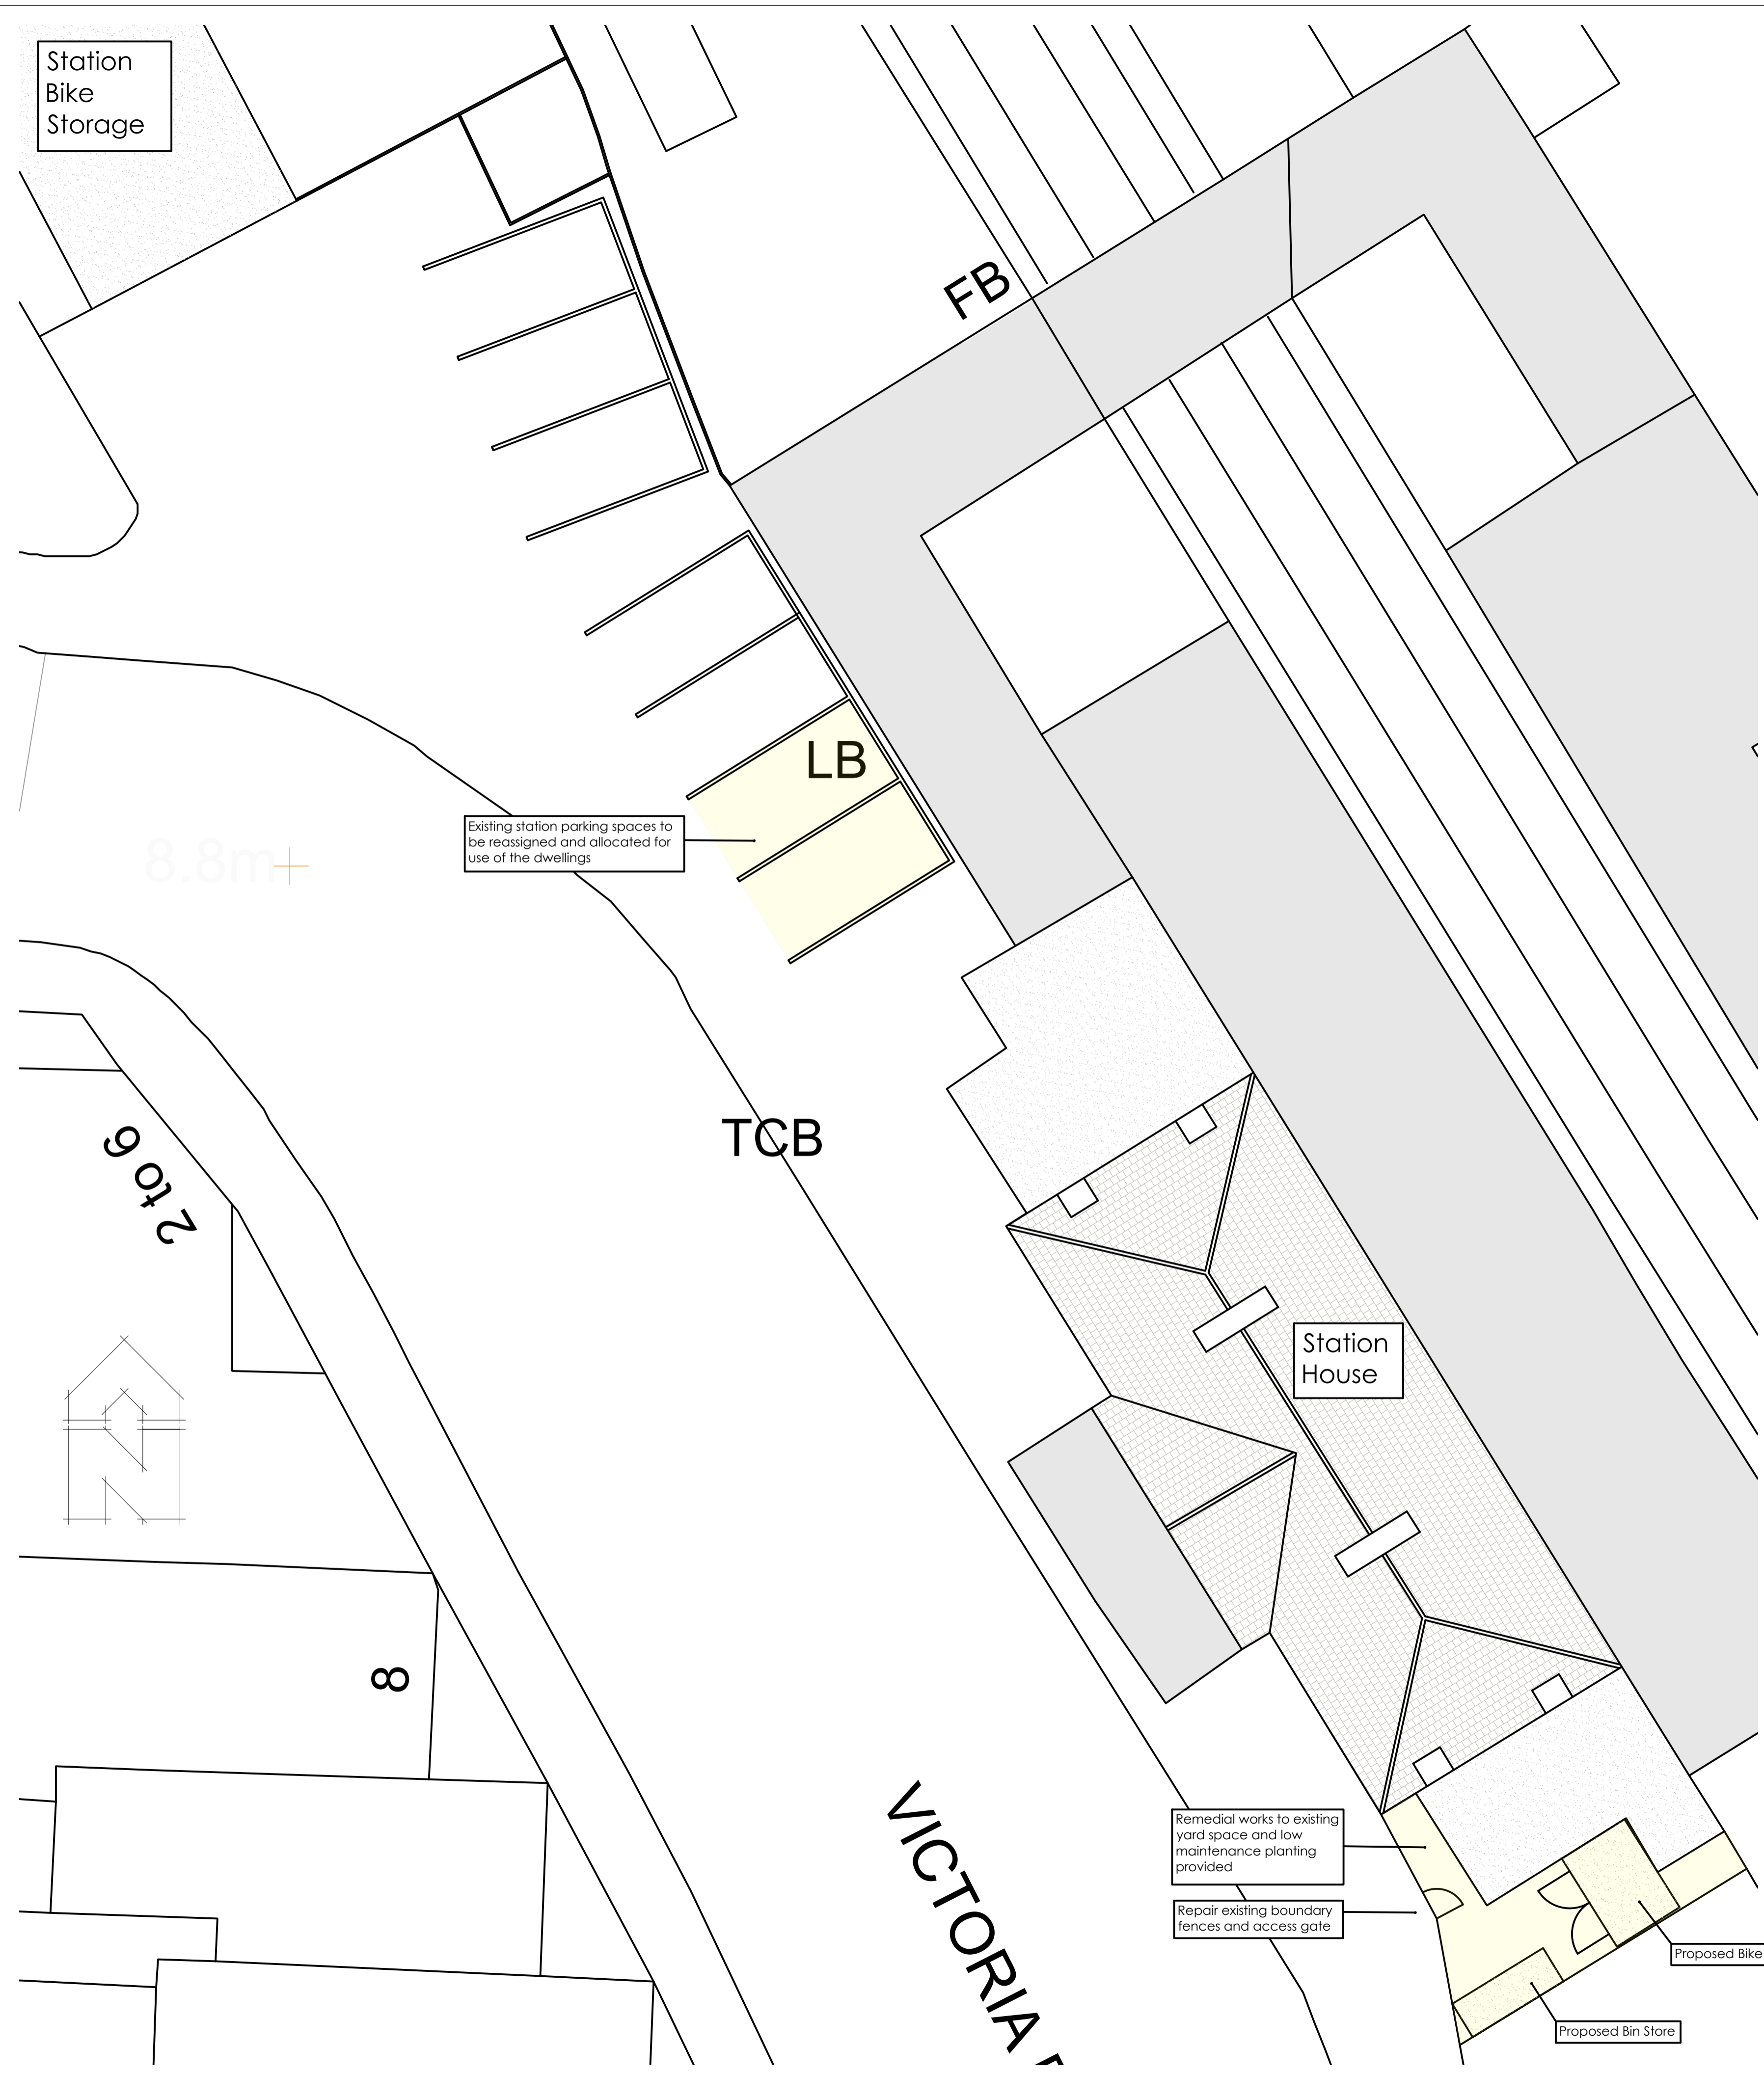 Station
Bike
Storage
FB
LB
Existing station parking spaces to
be reassigned and allocated for
use of the dwellings
8.8m
TCB
2 to 6
Station
House
8
Remedial works to existing
yard space and low
maintenance planting
provided
Repair existing boundary
fences and access gate
VICTORIA
Proposed Bike
Proposed Bin Store